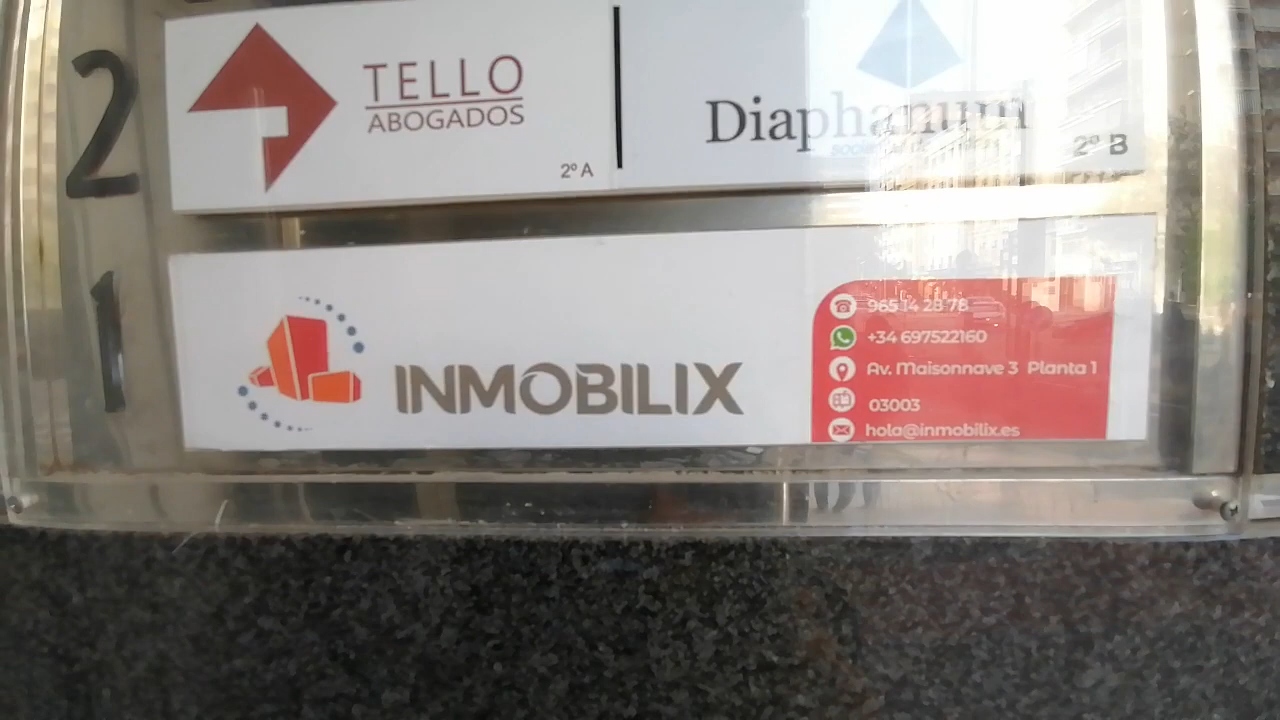 2
TELLO
ABOGADOS
2º A
Diaphanum
2º B
1
INMOBILIX
965 14 28 78
+34 697522160
Av. Maisonnave 3 Planta 1
03003
hola@inmobilix.es